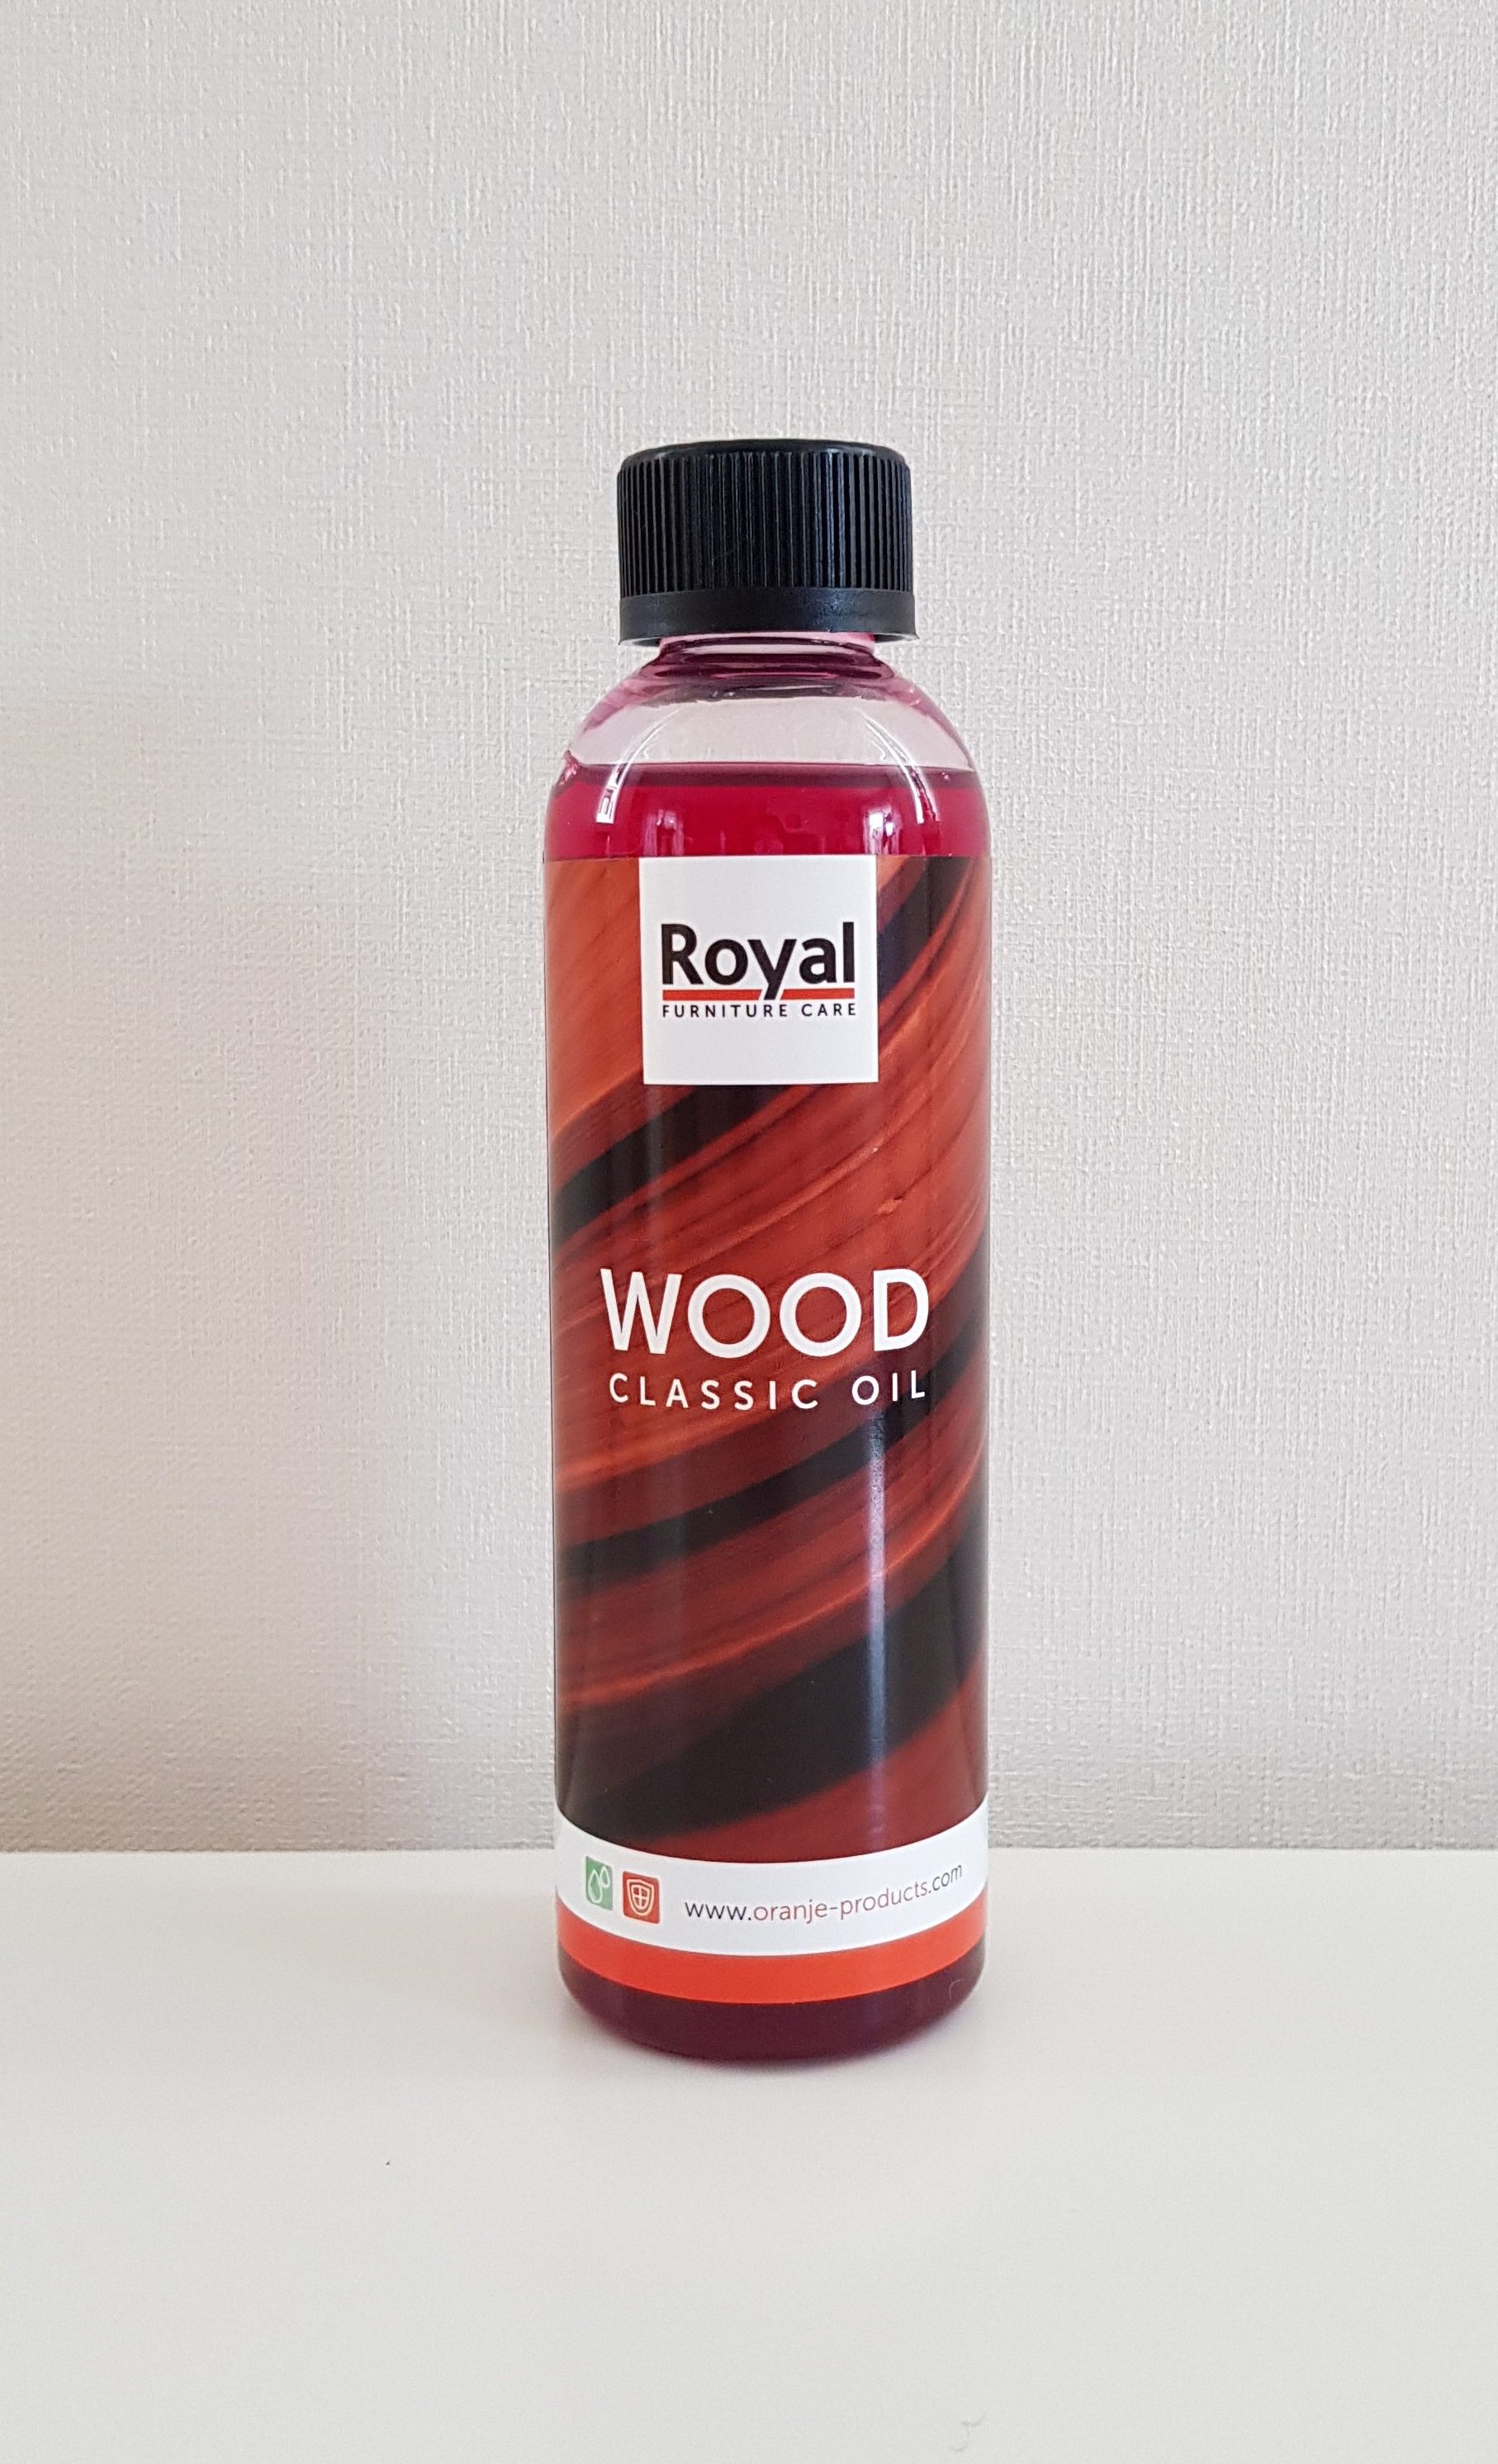 Royal
FURNITURE CARE
WOOD
CLASSIC OIL
www.oranje-products.com